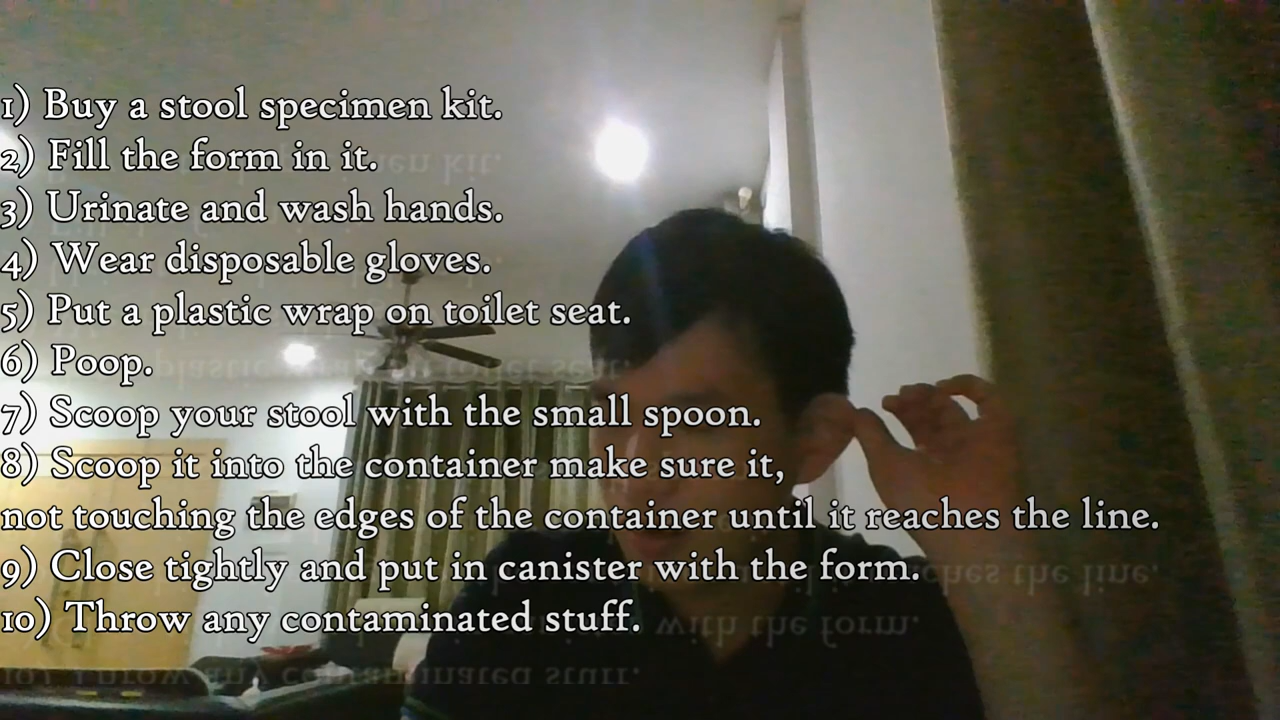 1) Buy a stool specimen kit.
2) Fill the form in it.
3) Urinate and wash hands.
4) Wear disposable gloves.
5) Put a plastic wrap on toilet seat.
6) Poop.
7) Scoop your stool with the small spoon.
8) Scoop it into the container make sure it,
not touching the edges of the container until it reaches the line.
9) Close tightly and put in canister with the form.
10) Throw any contaminated stuff.